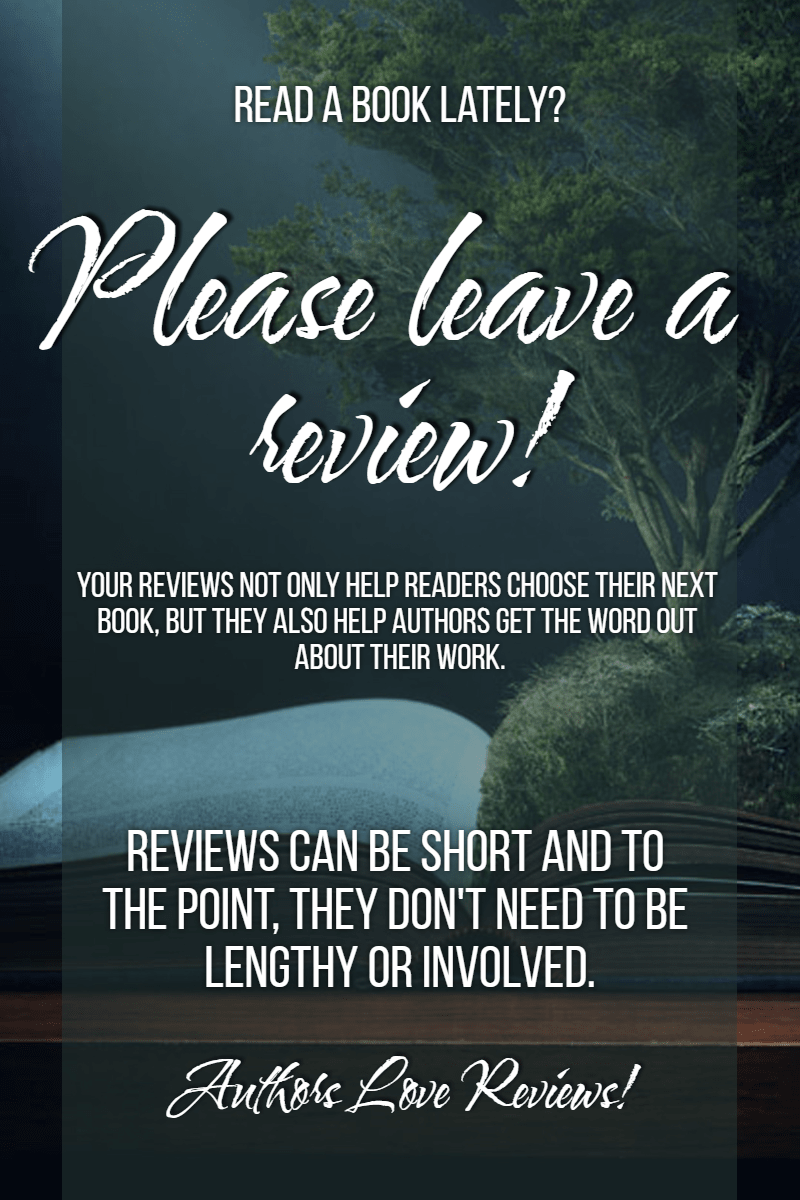 READ A BOOK LATELY?
Please leave a
review!
YOUR REVIEWS NOT ONLY HELP READERS CHOOSE THEIR NEXT
BOOK, BUT THEY ALSO HELP AUTHORS GET THE WORD OUT
ABOUT THEIR WORK.
REVIEWS CAN BE SHORT AND TO
THE POINT, THEY DON'T NEED TO BE
LENGTHY OR INVOLVED.
Authors Love Reviews!